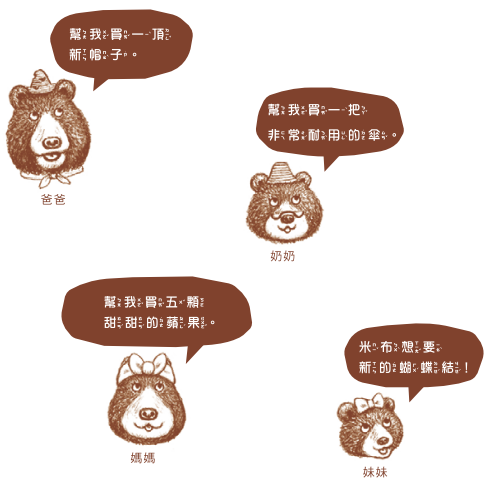 幫我買一頂
新帽子。
爸爸
幫我買一把
非常耐用的傘。
奶奶
幫我買五顆
甜甜的蘋果。
媽媽
米布想要
新的蝴蝶結！
妹妹